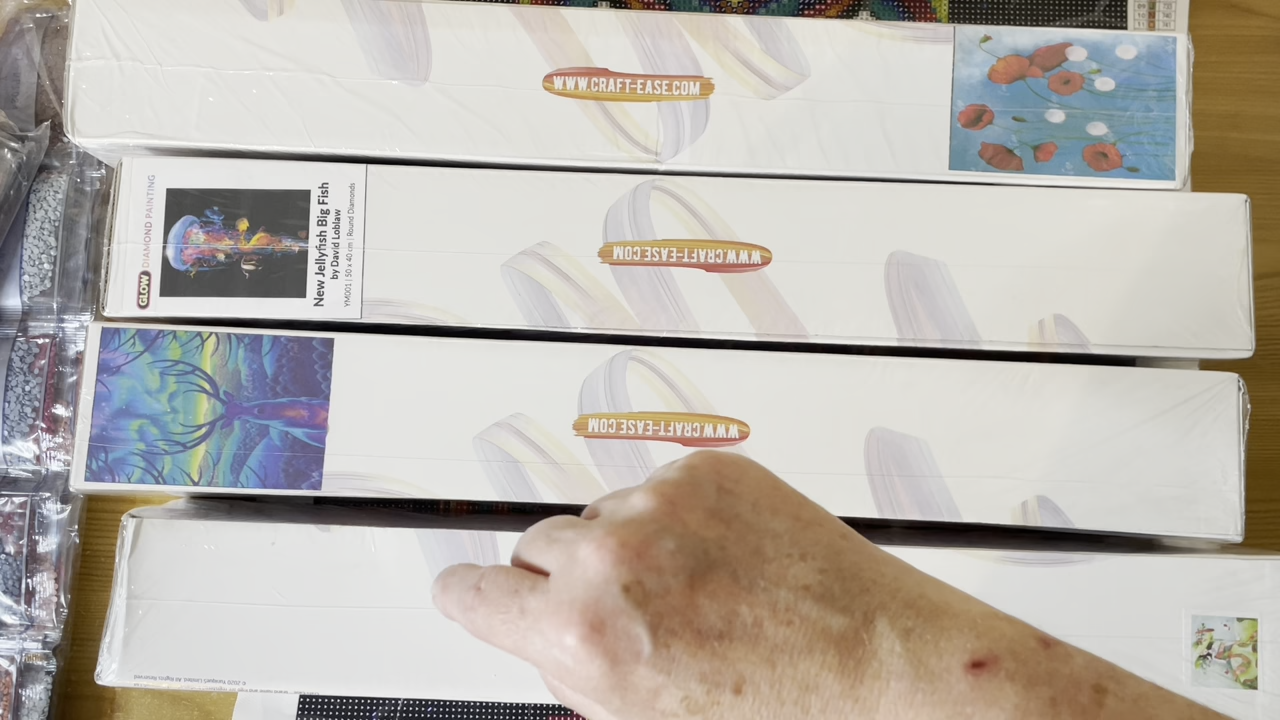 WWW.CRAFT-EASE.COM
GLOW DIAMOND PAINTING
New Jellyfish Big Fish
by David Loblaw
YM001 | 50 x 40 cm | Round Diamonds
WWW.CRAFT-EASE.COM
WWW.CRAFT-EASE.COM